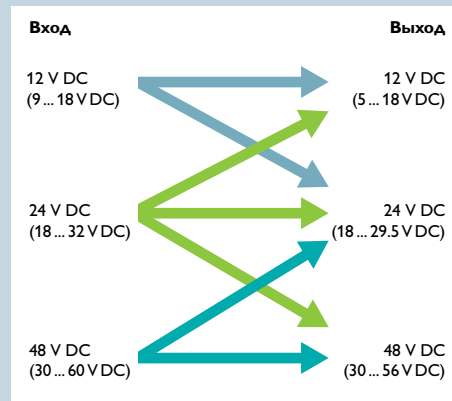 Вход Выход
12 V DC 12 V DC
(9 ... 18 V DC) (5 ... 18 V DC)
24 V DC 24 V DC
(18 ... 32 V DC) (18 ... 29.5 V DC)
48 V DC 48 V DC
(30 ... 60 V DC) (30 ... 56 V DC)